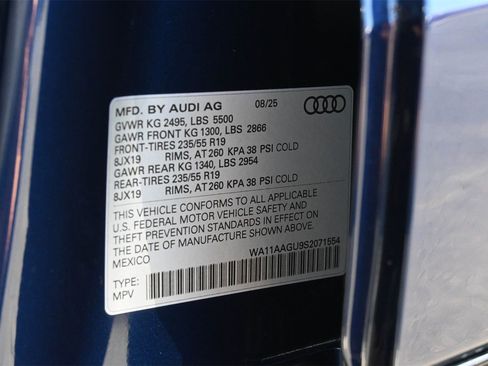 MFD. BY AUDI AG 08/25
GVWR KG 2495, LBS 5500
GAWR FRONT KG 1300, LBS 2866
FRONT-TIRES 235/55 R19
8JX19 RIMS, AT 260 KPA 38 PSI COLD
GAWR REAR KG 1340, LBS 2954
REAR-TIRES 235/55 R19
8JX19 RIMS, AT 260 KPA 38 PSI COLD
THIS VEHICLE CONFORMS TO ALL APPLICABLE
U.S. FEDERAL MOTOR VEHICLE SAFETY AND
THEFT PREVENTION STANDARDS IN EFFECT ON
THE DATE OF MANUFACTURE SHOWN ABOVE.
MEXICO
WA11AAGU9S2071554
TYPE:
MPV